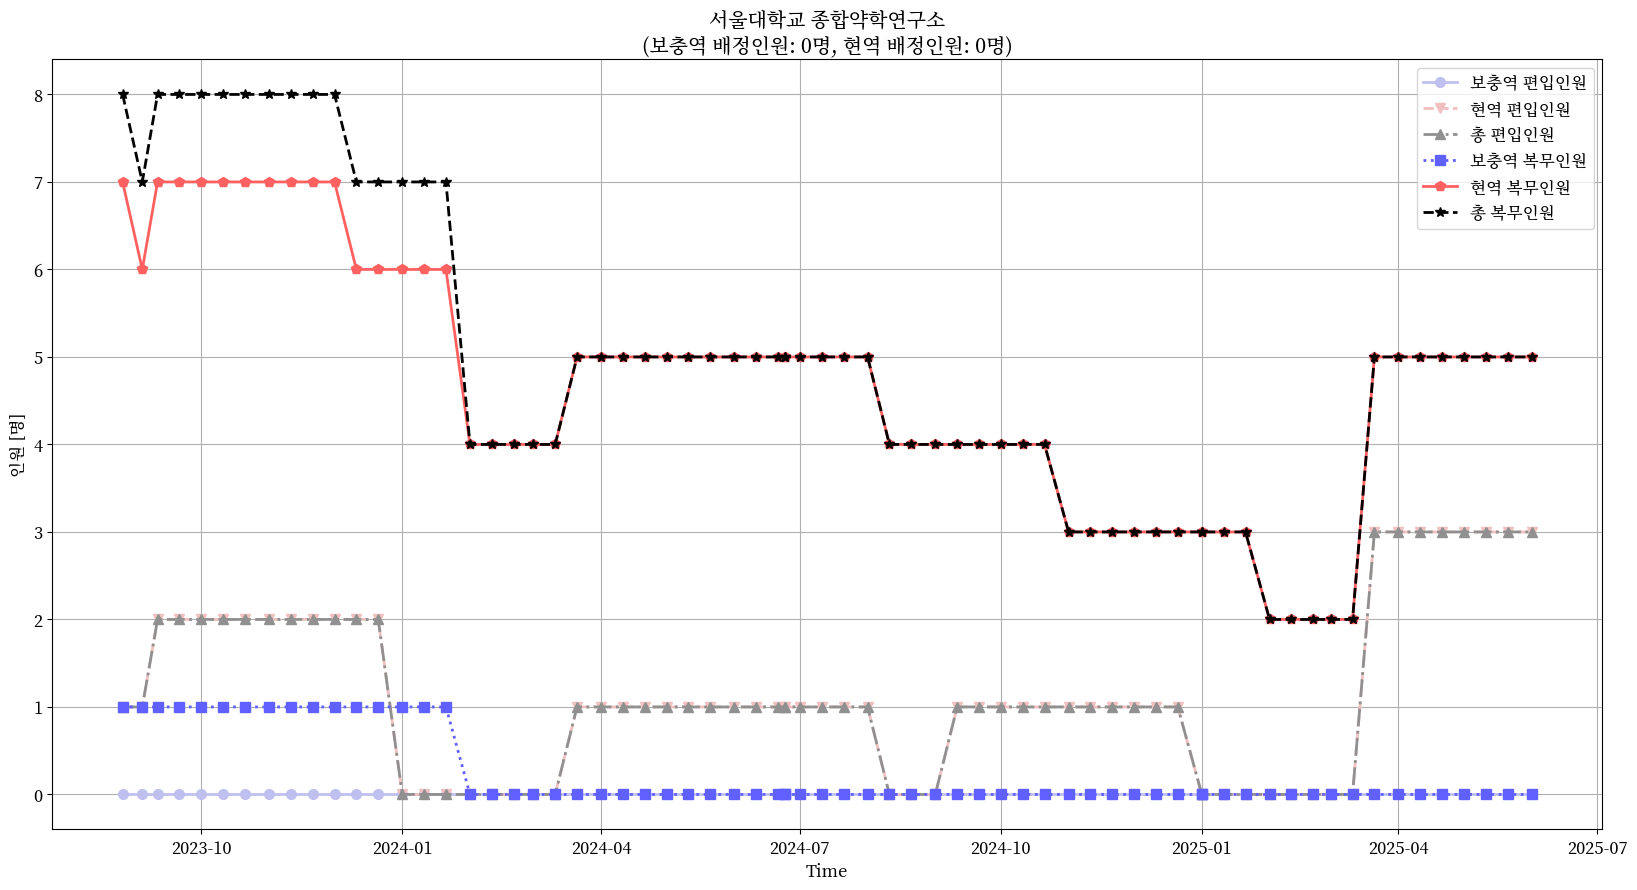 서울대학교 종합약학연구소
(보충역 배정인원: 0명, 현역 배정인원: 0명)
보충역 편입인원
현역 편입인원
총 편입인원
보충역 복무인원
현역 복무인원
총 복무인원
인원 [명]
8
7
6
5
4
3
2
1
0
2023-10
2024-01
2024-04
2024-07
2024-10
2025-01
2025-04
2025-07
Time